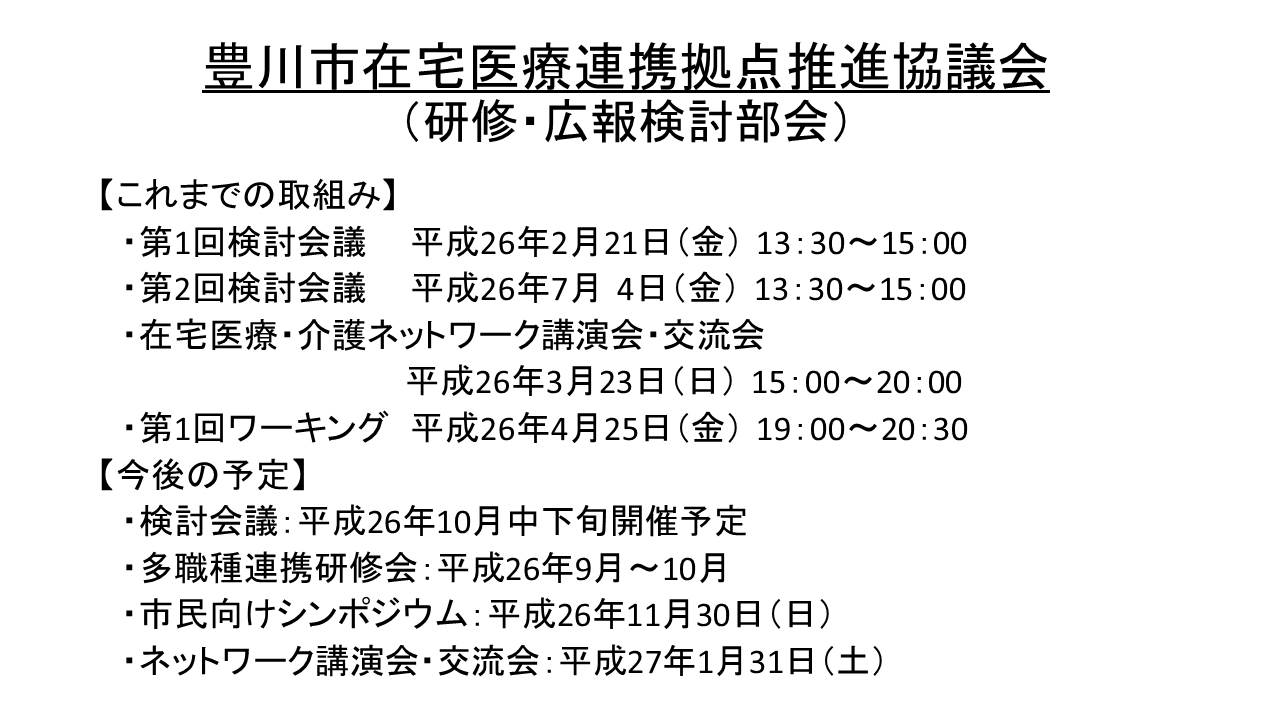 豊川市在宅医療連携拠点推進協議会
（研修・広報検討部会）
【これまでの取組み】
・第1回検討会議　平成26年2月21日（金） 13：30～15：00
・第2回検討会議　平成26年7月 4日（金） 13：30～15：00
・在宅医療・介護ネットワーク講演会・交流会
平成26年3月23日（日） 15：00～20：00
・第1回ワーキング　平成26年4月25日（金） 19：00～20：30
【今後の予定】
・検討会議：平成26年10月中下旬開催予定
・多職種連携研修会：平成26年9月～10月
・市民向けシンポジウム：平成26年11月30日（日）
・ネットワーク講演会・交流会：平成27年1月31日（土）